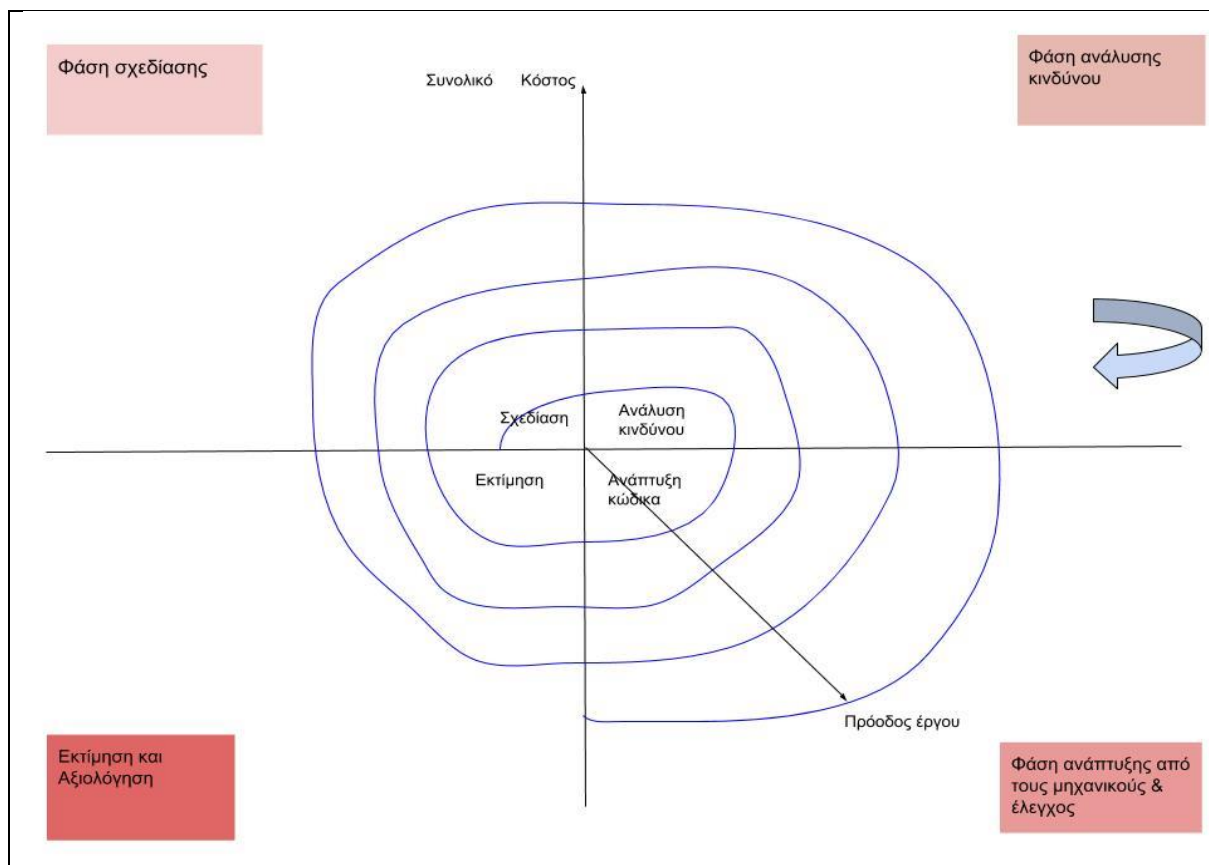 Φάση σχεδίασης
Φάση ανάλυσης
κινδύνου
Συνολικό Κόστος
Σχεδίαση
Ανάλυση
κινδύνου
Εκτίμηση
Ανάπτυξη
κώδικα
Πρόοδος έργου
Εκτίμηση και
Αξιολόγηση
Φάση ανάπτυξης από
τους μηχανικούς &
έλεγχος